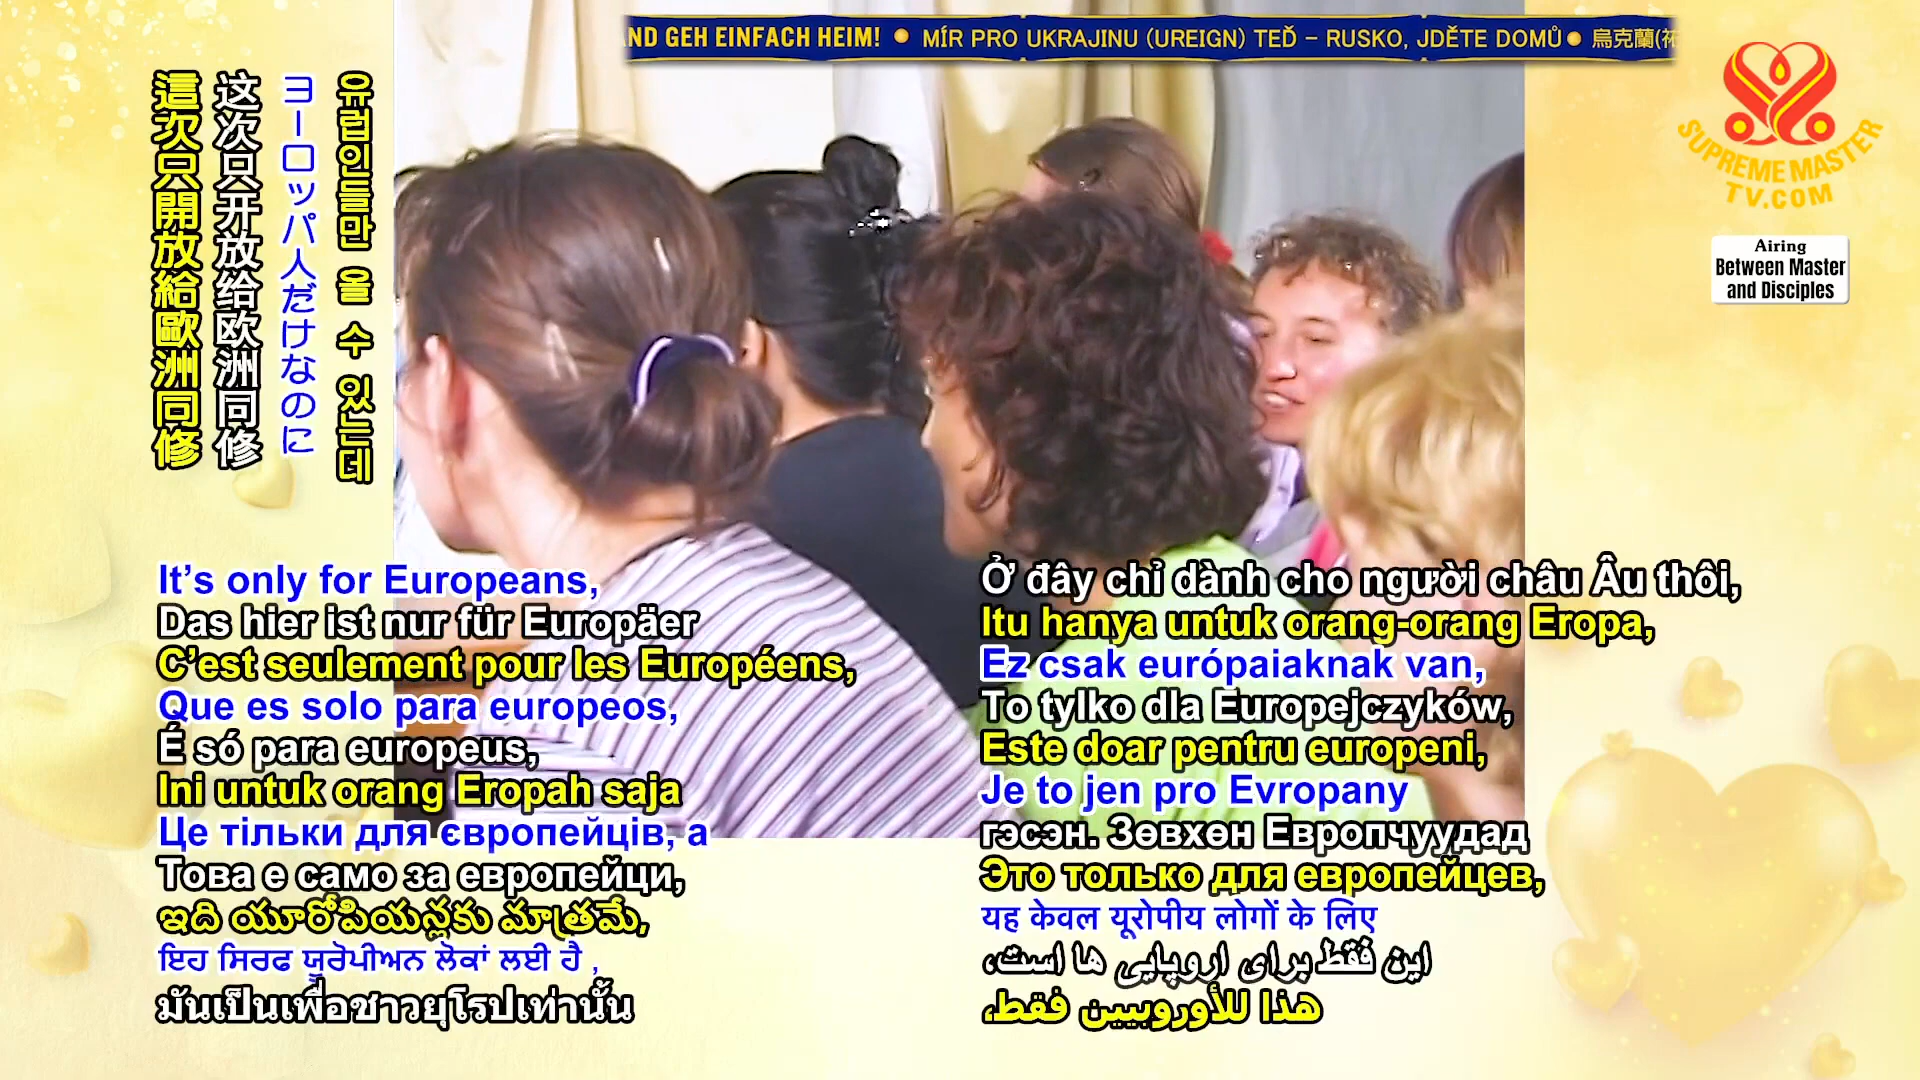 ND GEH EINFACH HEIM! • MÍR PRO UKRAJINU (UREIGN) TEĎ – RUSKO, JDĚTE DOMŮ • 烏克蘭(
SUPREME MASTER
TV.COM
Airing
Between Master
and Disciples
這次只開放給歐洲同修
这次只开放给欧洲同修
ヨーロッパ人だけなのに
유럽인들만 올 수 있는데
It’s only for Europeans,
Das hier ist nur für Europäer
C’est seulement pour les Européens,
Que es solo para europeos,
É só para europeus,
Ini untuk orang Eropah saja
Це тільки для європейців, а
Това е само за европейци,
ఇది యూరోపియన్లకు మాత్రమే,
ਇਹ ਸਿਰਫ ਯੂਰੋਪੀਅਨ ਲੋਕਾਂ ਲਈ ਹੈ ,
มันเป็นเพื่อชาวยุโรปเท่านั้น
Ở đây chỉ dành cho người châu Âu thôi,
Itu hanya untuk orang-orang Eropa,
Ez csak európaiaknak van,
To tylko dla Europejczyków,
Este doar pentru europeni,
Je to jen pro Evropany
гэсэн. Зөвхөн Европчуудад
Это только для европейцев,
यह केवल यूरोपीय लोगों के लिए
این فقط برای اروپایی ها است،
هذا للأوروبيين فقط،